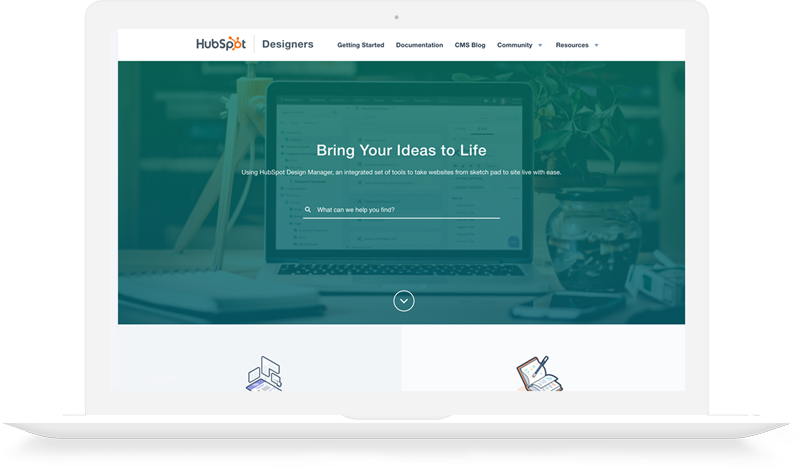 HubSpot Designers Getting Started Documentation CMS Blog Community Resources
Bring Your Ideas to Life
Using HubSpot Design Manager, an integrated set of tools to take websites from sketch pad to site live with ease.
What can we help you find?